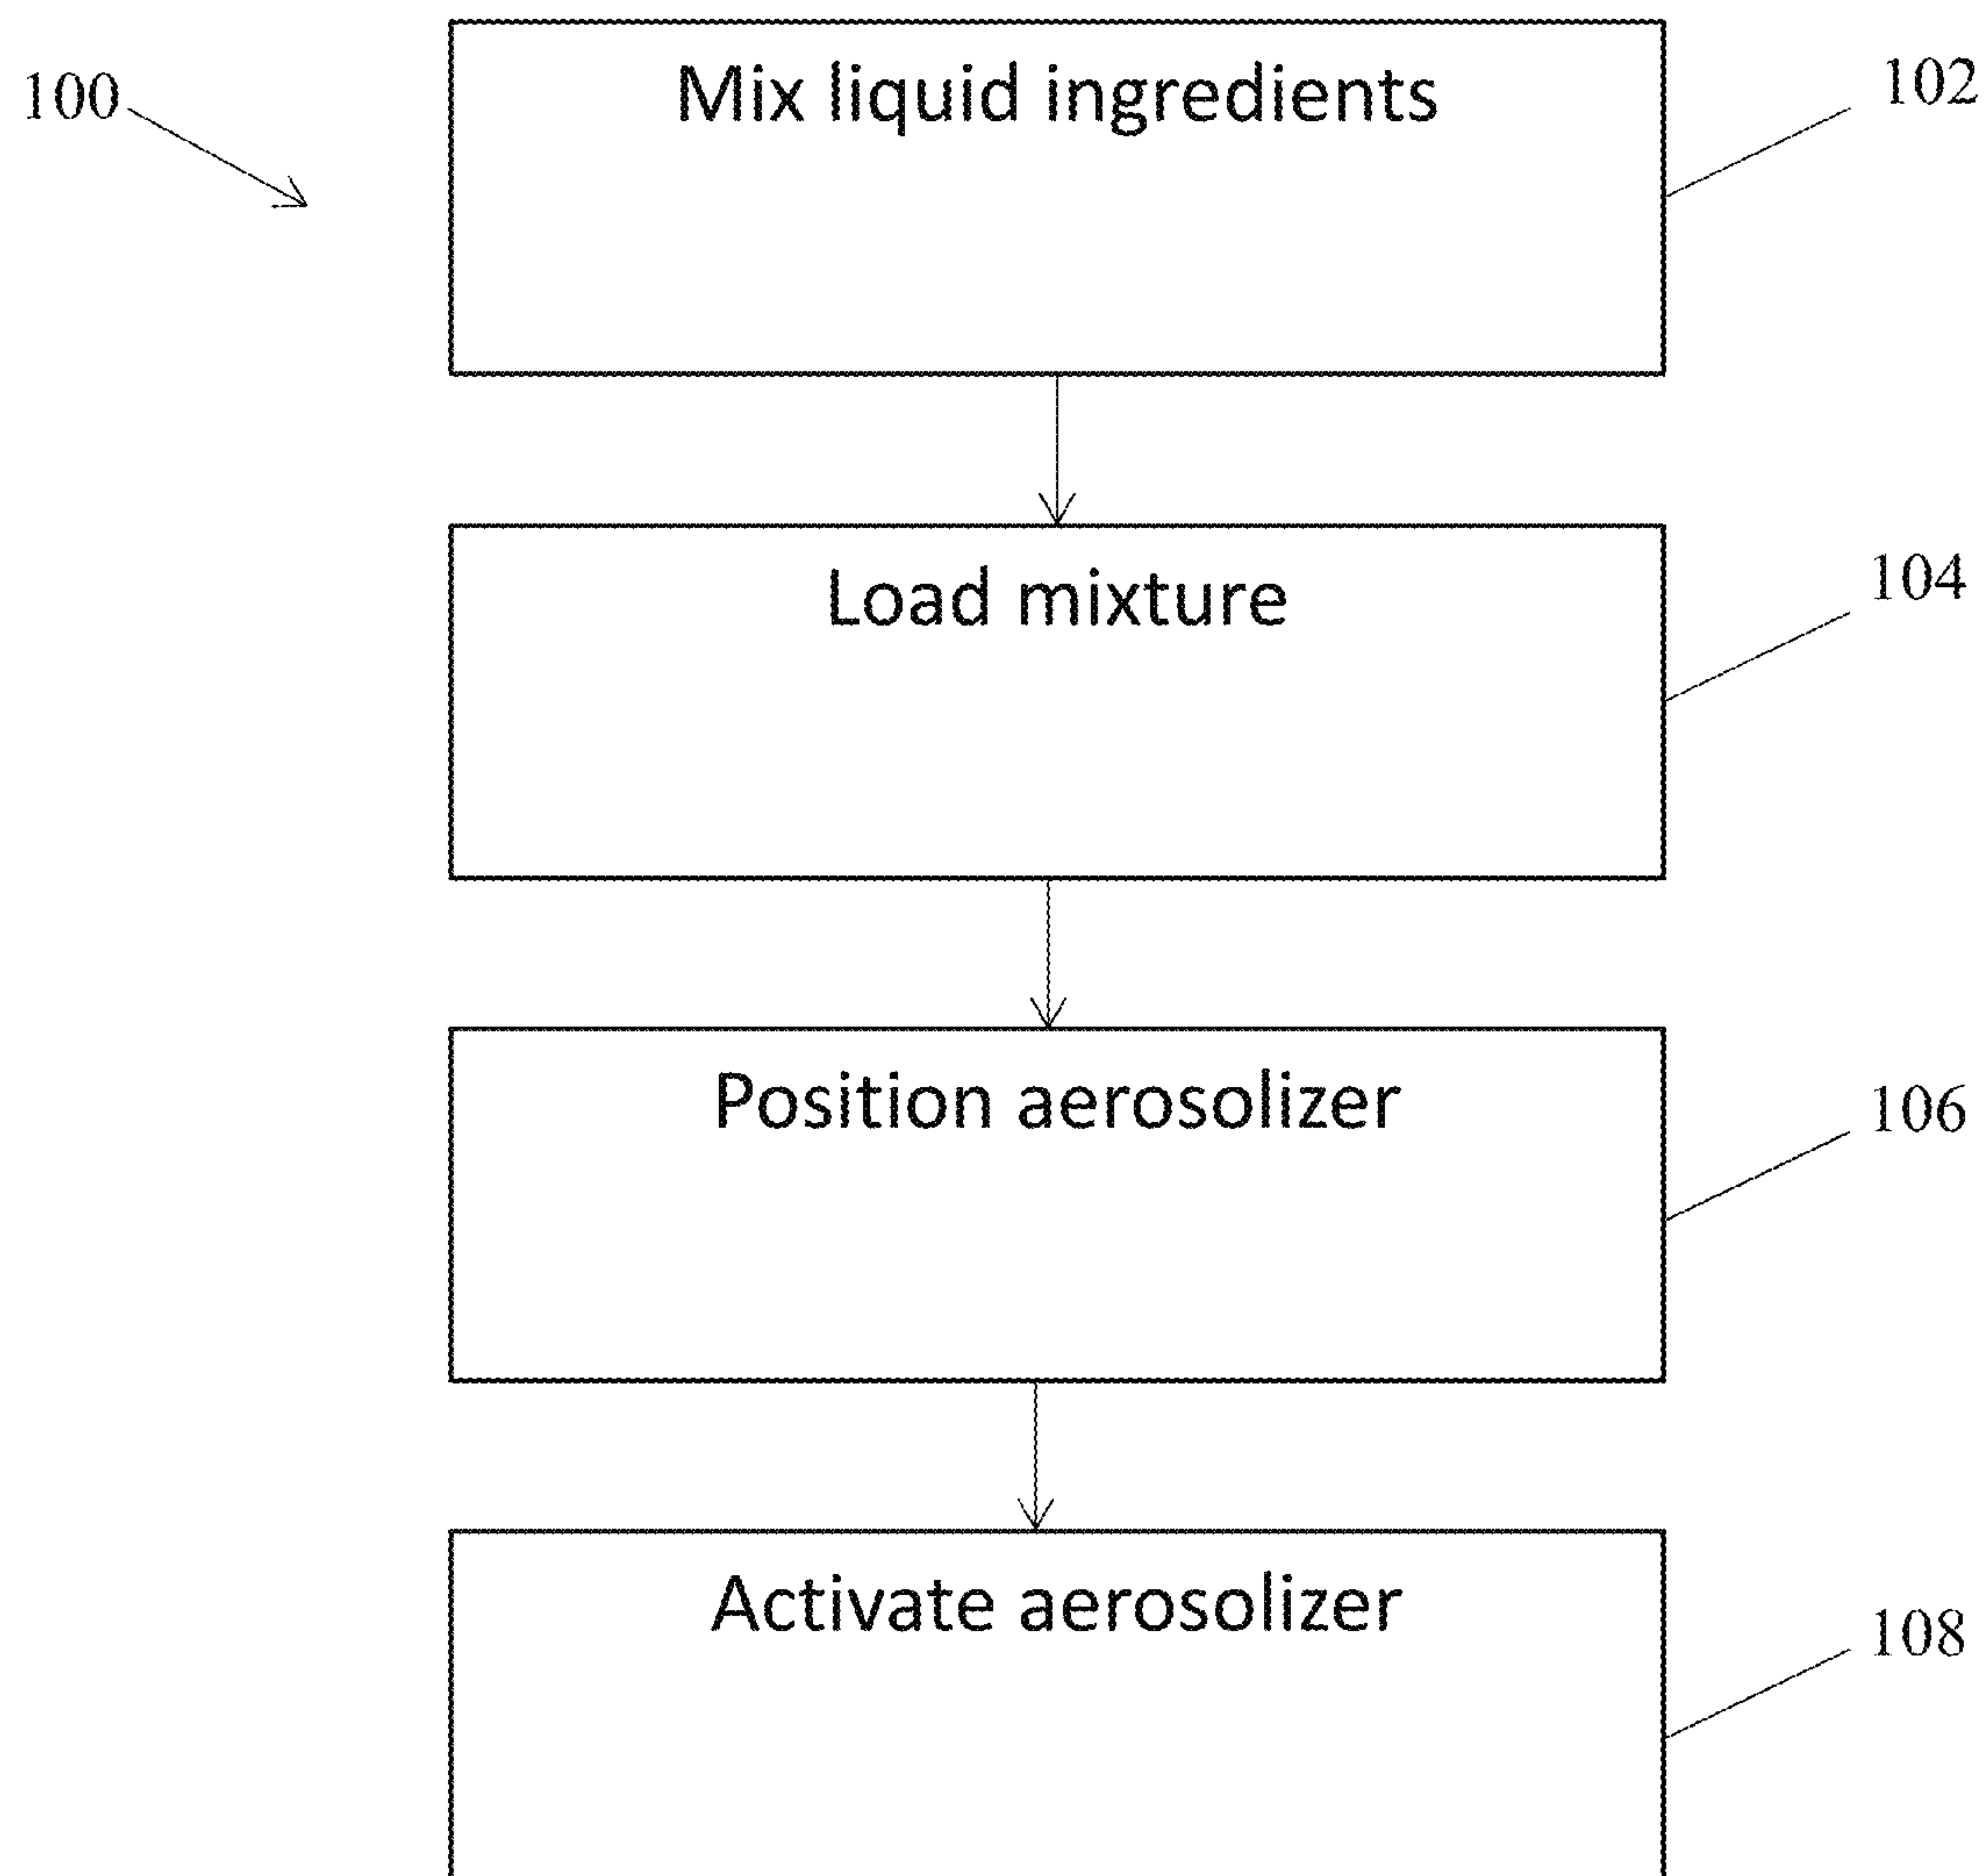 100
Mix liquid ingredients
102
Load mixture
104
Position aerosolizer
106
Activate aerosolizer
108